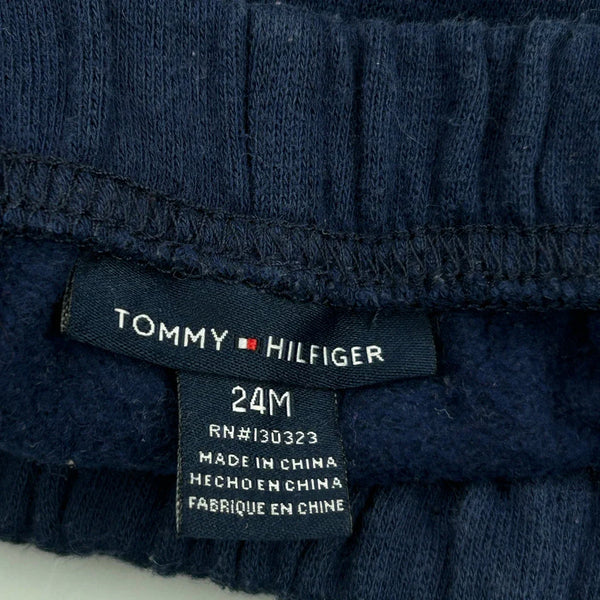 TOMMY HILFIGER
24M
RN#130323
MADE IN CHINA
HECHO EN CHINA
FABRIQUE EN CHINE